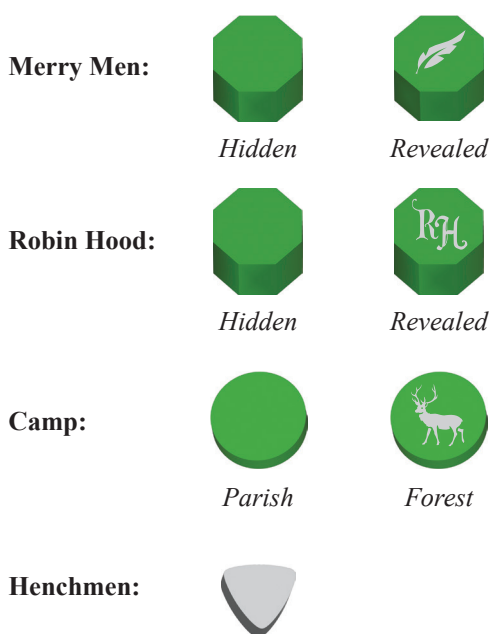 Merry Men:
Hidden Revealed
RH
Robin Hood:
Hidden Revealed
Camp:
Parish Forest
Henchmen: